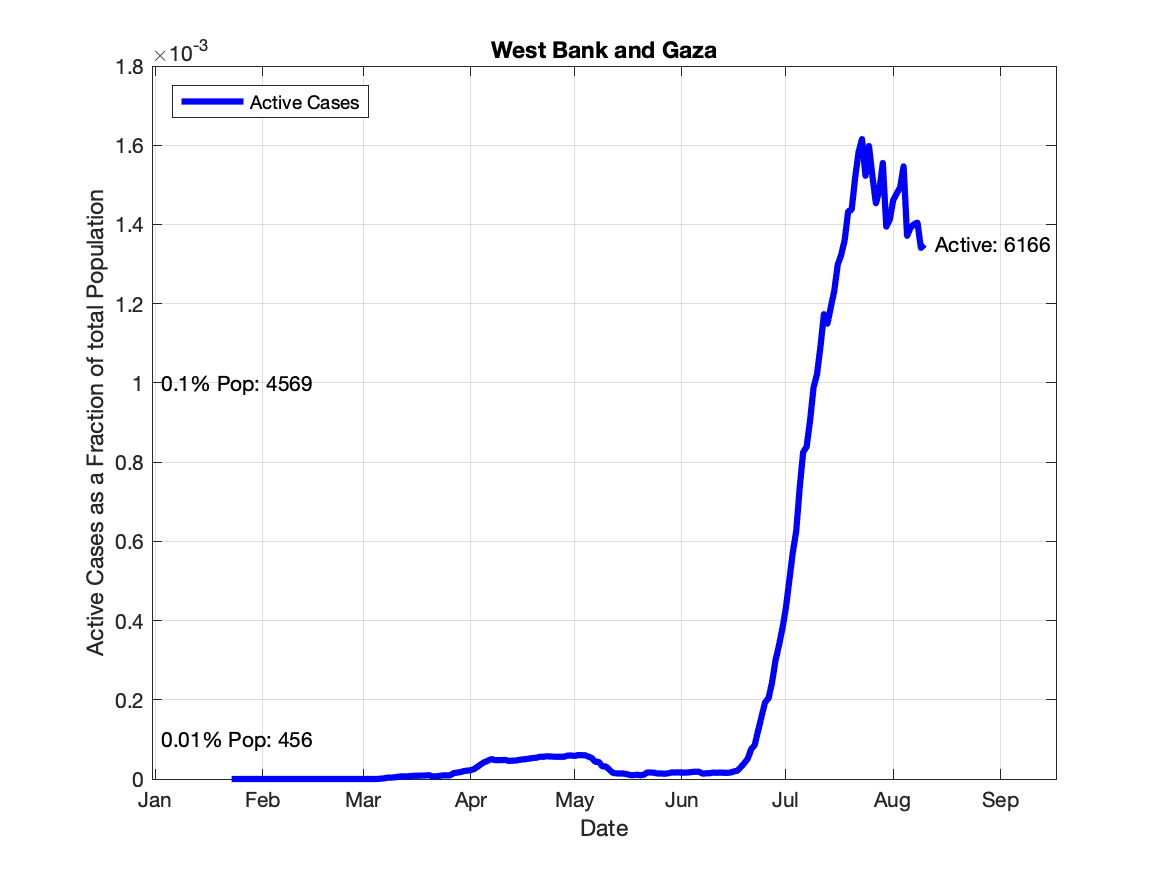 West Bank and Gaza
×10-3
Active Cases
1.8
1.6
1.4
1.2
1
0.8
0.6
0.4
0.2
0
Active Cases as a Fraction of total Population
Active: 6166
0.1% Pop: 4569
0.01% Pop: 456
Jan Feb Mar Apr May Jun Jul Aug Sep
Date